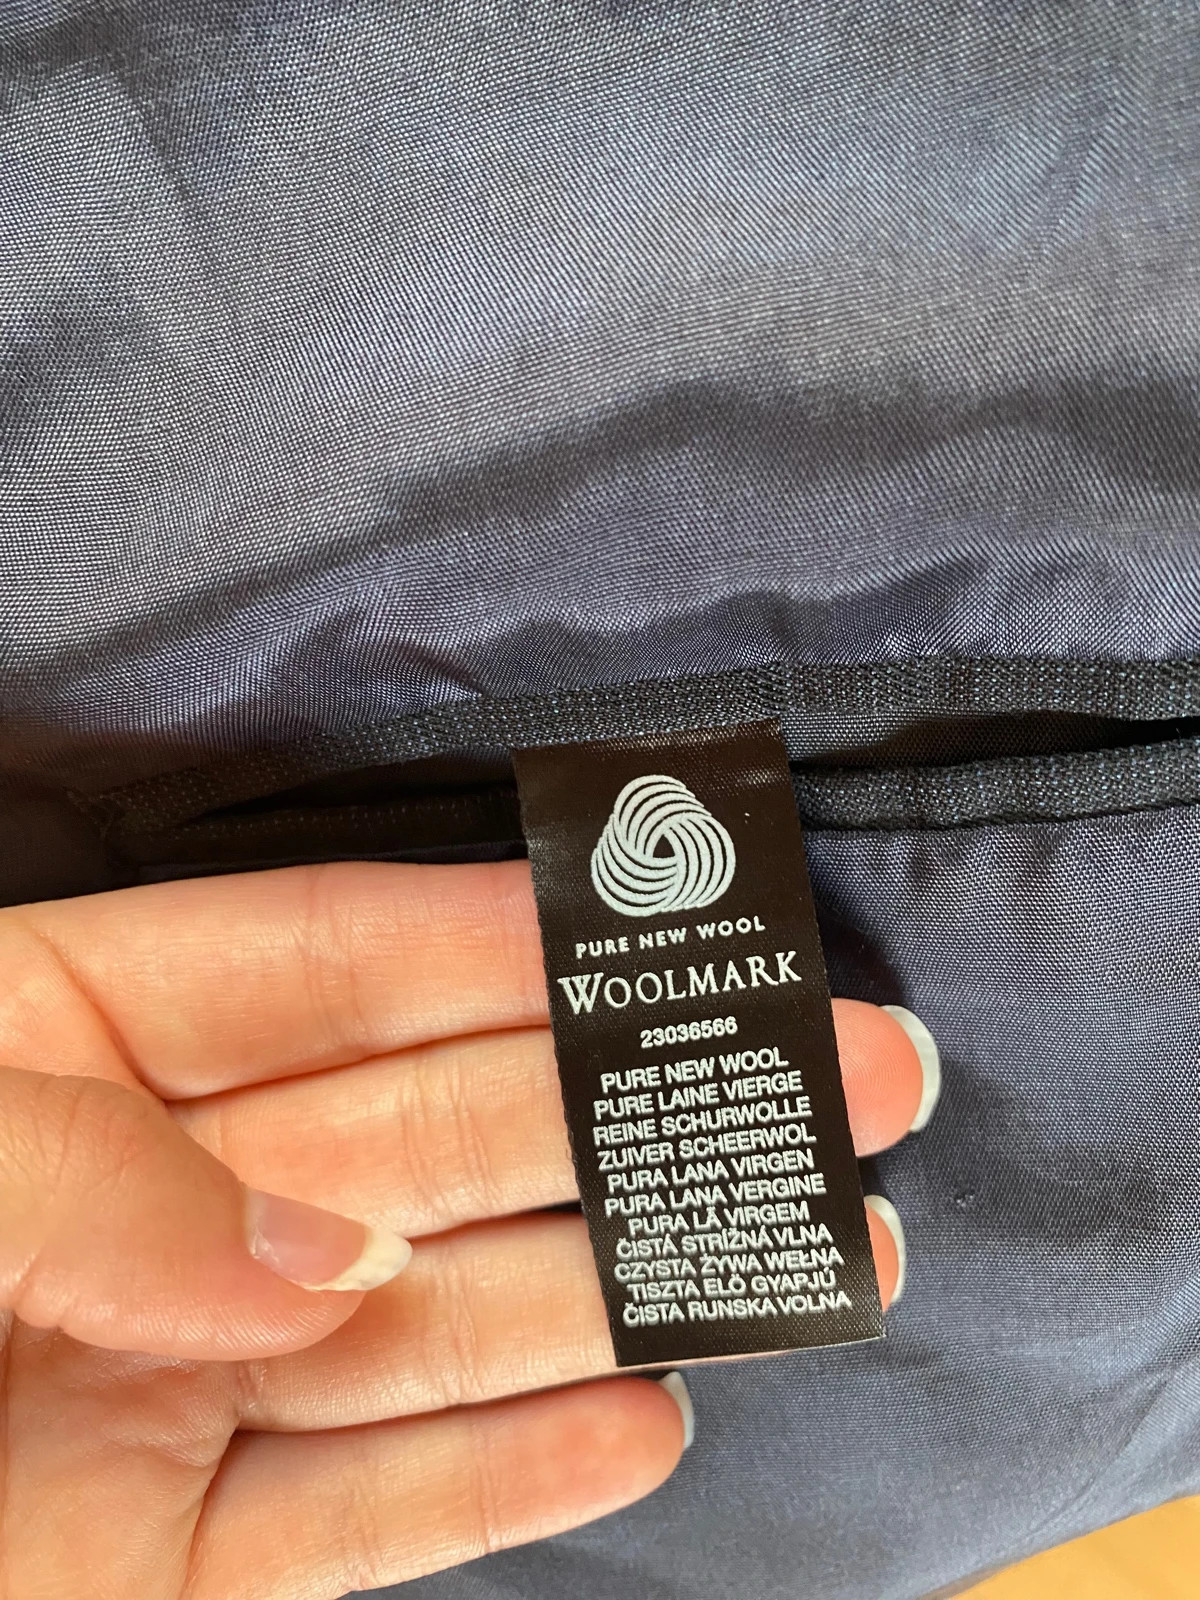 PURE NEW WOOL
WOOLMARK
23036566
PURE NEW WOOL
PURE LAINE VIERGE
REINE SCHURWOLLE
ZUIVER SCHEERWOL
PURA LANA VIRGEN
PURA LANA VERGINE
PURA LÃ VIRGEM
ČISTÁ STRIŽNÁ VLNA
CZYSTA ŻYWA WEŁNA
TISZTA ELŐ GYAPJÚ
ČISTA RUNSKA VOLNA